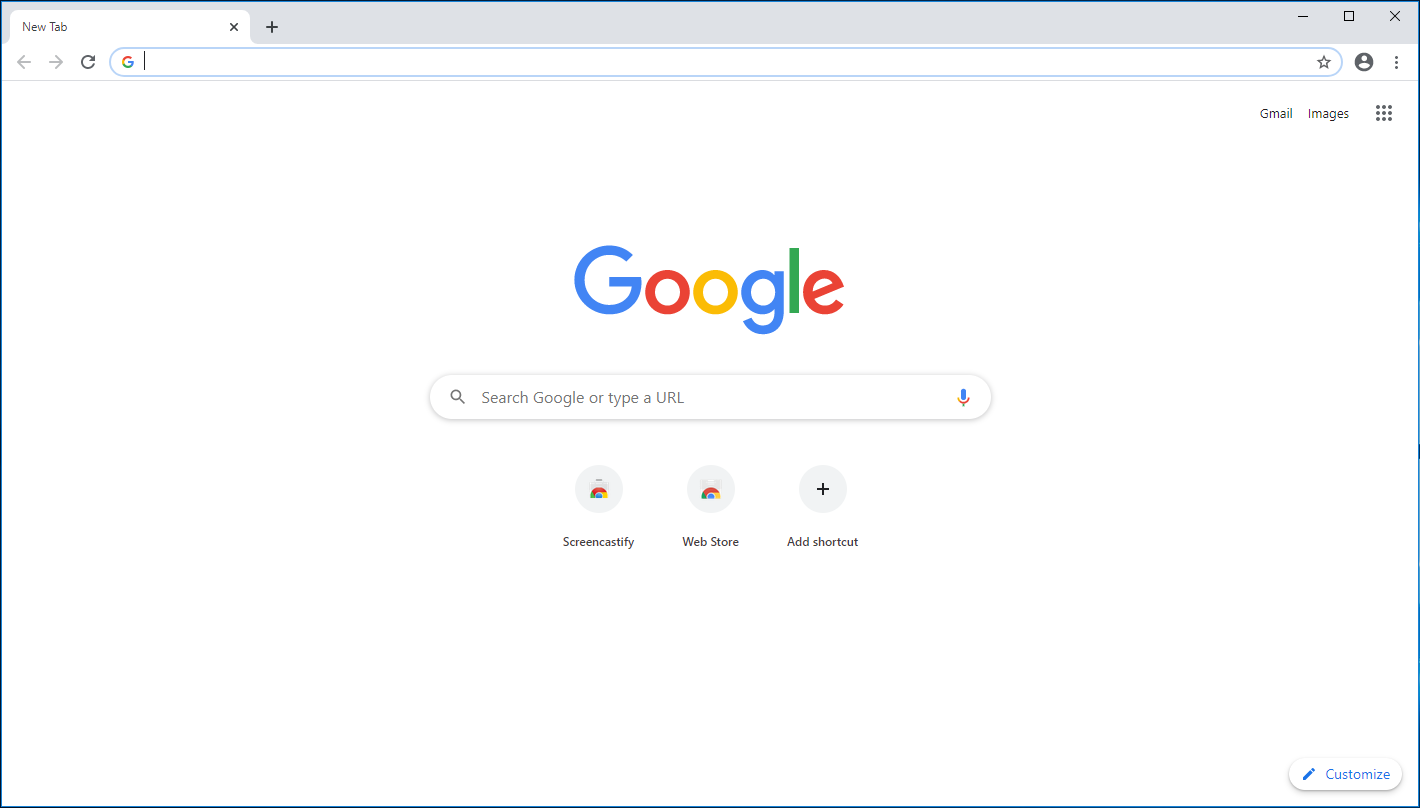 New Tab
Gmail Images
Google
Search Google or type a URL
Screencastify Web Store Add shortcut
Customize